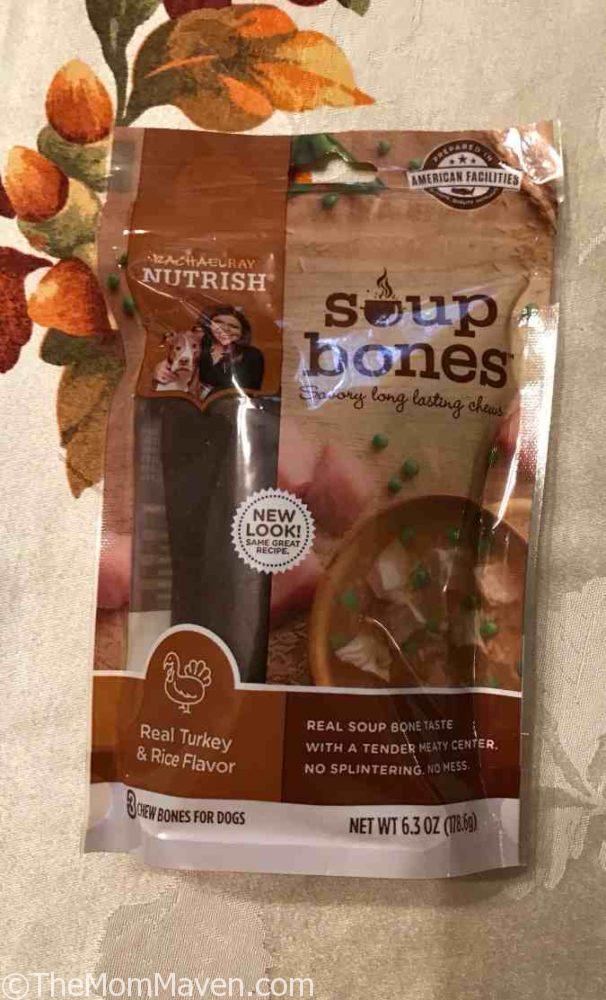 PREPARED IN
AMERICAN FACILITIES
RACHAEL RAY
NUTRISH
soup
bones
Savory long lasting chews
NEW
LOOK!
SAME GREAT
RECIPE.
Real Turkey
& Rice Flavor
REAL SOUP BONE TASTE
WITH A TENDER MEATY CENTER.
NO SPLINTERING. NO MESS.
3 CHEW BONES FOR DOGS
NET WT 6.3 OZ (178.6g)
©TheMomMaven.com